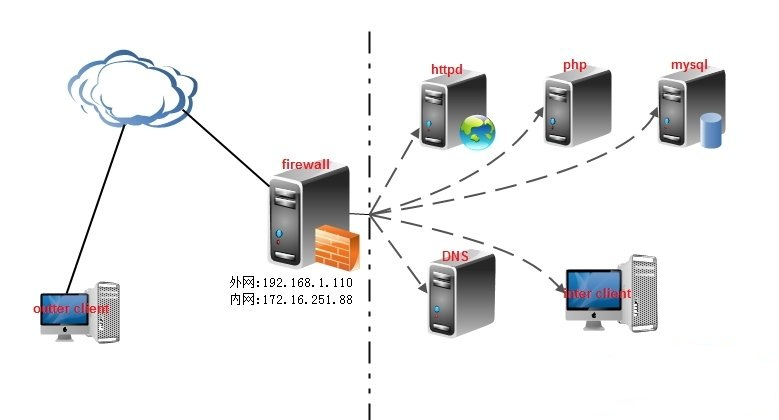 httpd
php
mysql
firewall
外网:192.168.1.110
内网:172.16.251.88
DNS
outter client
inter client